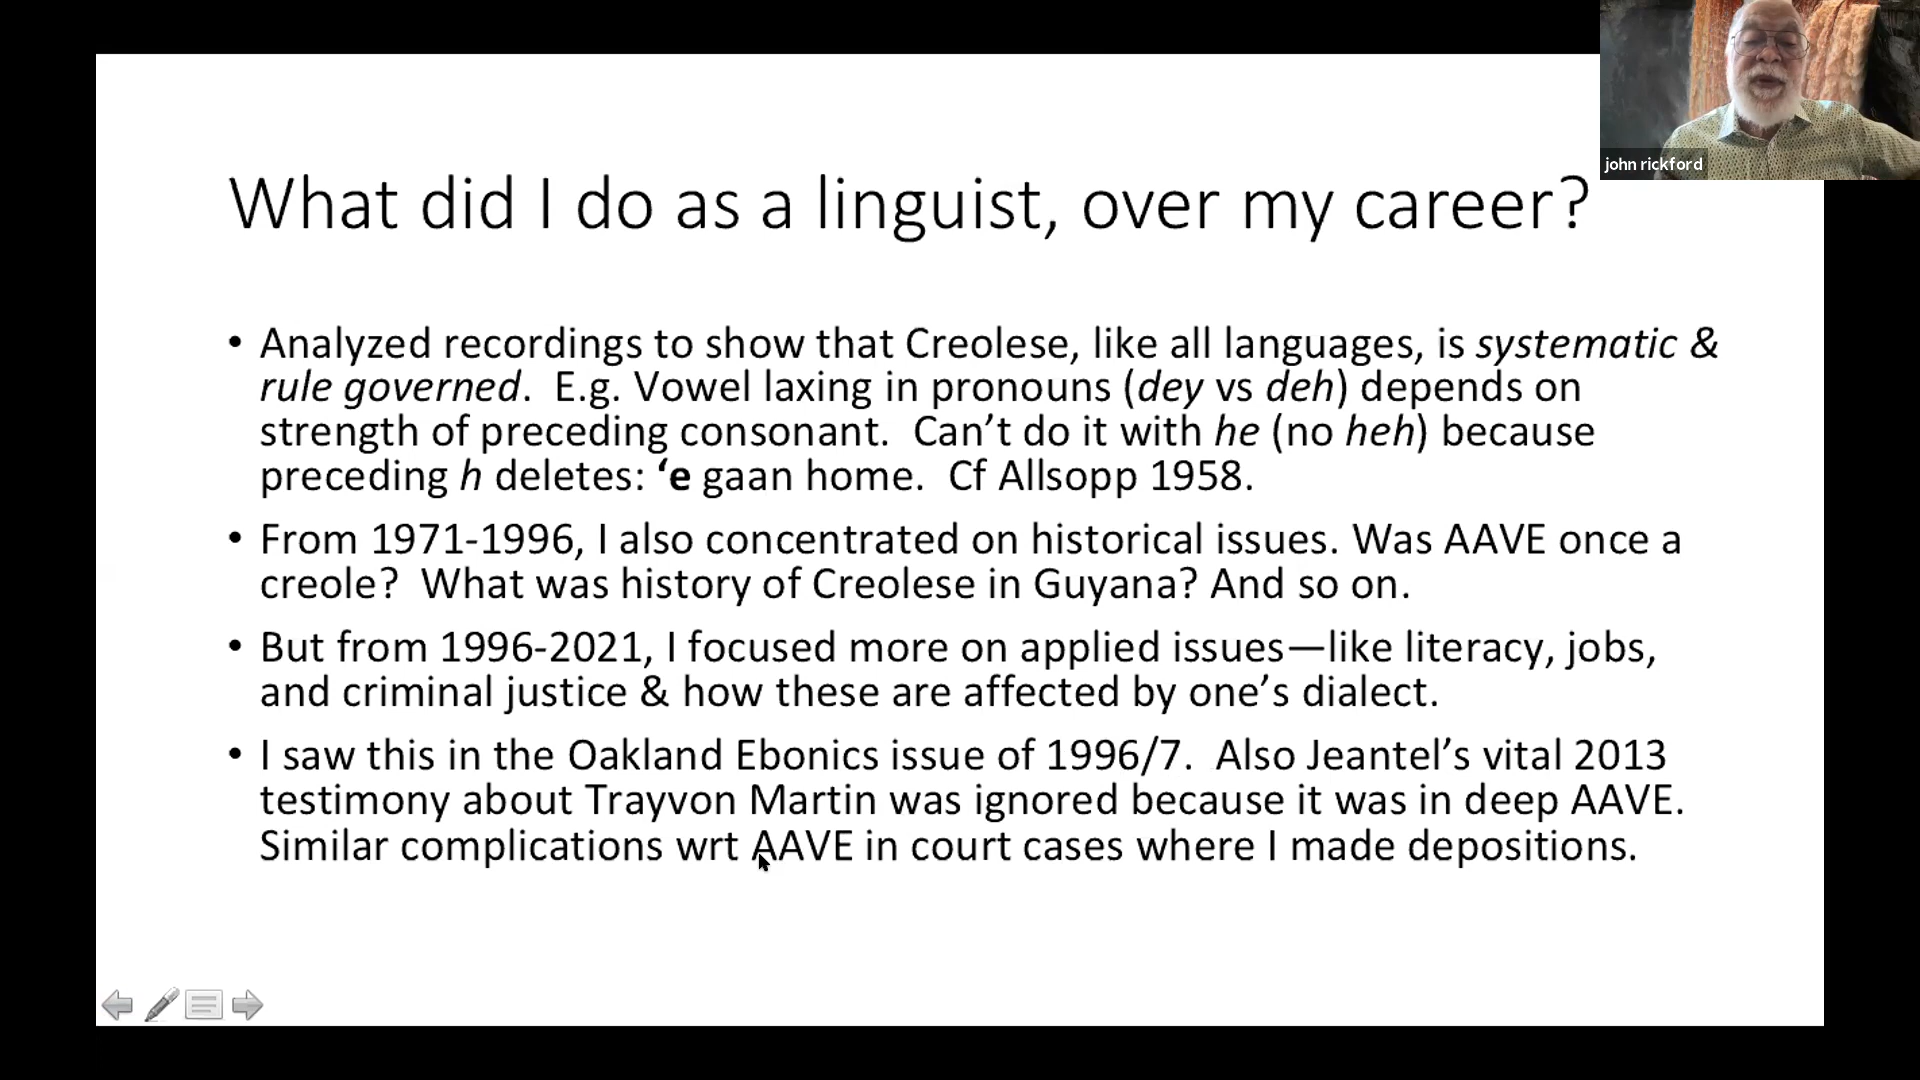 john rickford
What did I do as a linguist, over my career?
• Analyzed recordings to show that Creolese, like all languages, is systematic &
rule governed.  E.g. Vowel laxing in pronouns (dey vs deh) depends on
strength of preceding consonant.  Can’t do it with he (no heh) because
preceding h deletes: ‘e gaan home.  Cf Allsopp 1958.
• From 1971-1996, I also concentrated on historical issues. Was AAVE once a
creole?  What was history of Creolese in Guyana? And so on.
• But from 1996-2021, I focused more on applied issues—like literacy, jobs,
and criminal justice & how these are affected by one’s dialect.
• I saw this in the Oakland Ebonics issue of 1996/7.  Also Jeantel’s vital 2013
testimony about Trayvon Martin was ignored because it was in deep AAVE.
Similar complications wrt AAVE in court cases where I made depositions.